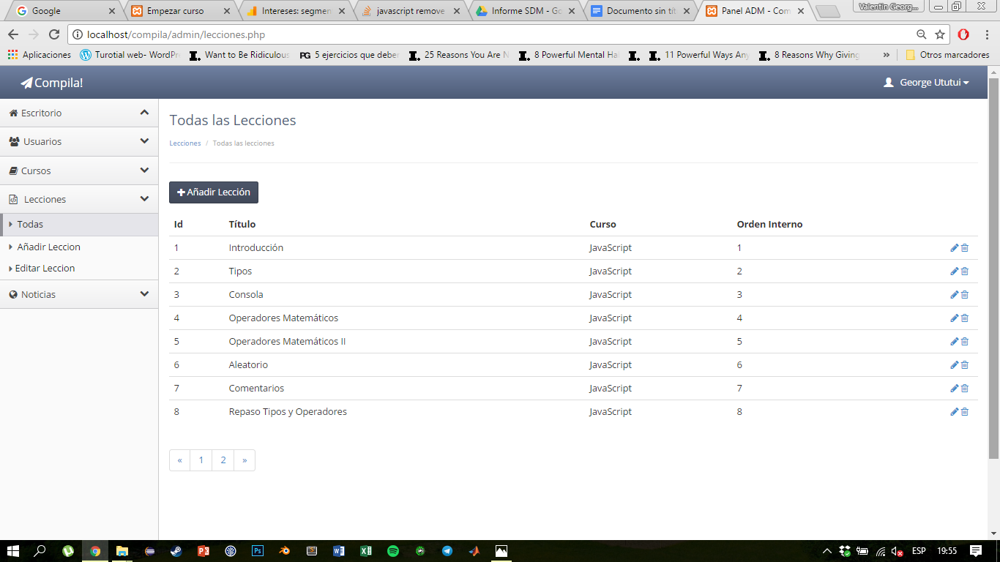 Google
Empezar curso
Intereses: segmen
javascript remove
Informe SDM - Go
Documento sin tít
Panel ADM - Com
Valentin Georg...
localhost/compila/admin/lecciones.php
Aplicaciones
Turotial web- WordPr
Want to Be Ridiculous
5 ejercicios que deber
25 Reasons You Are N
8 Powerful Mental Ha
11 Powerful Ways Any
8 Reasons Why Giving
»
Otros marcadores
Compila!
George Ututui
Escritorio
Usuarios
Cursos
Lecciones
Todas
Añadir Leccion
Editar Leccion
Noticias
Todas las Lecciones
Lecciones / Todas las lecciones
Añadir Lección
Id Título Curso Orden Interno
1 Introducción JavaScript 1
2 Tipos JavaScript 2
3 Consola JavaScript 3
4 Operadores Matemáticos JavaScript 4
5 Operadores Matemáticos II JavaScript 5
6 Aleatorio JavaScript 6
7 Comentarios JavaScript 7
8 Repaso Tipos y Operadores JavaScript 8
« 1 2 »
ESP 19:55